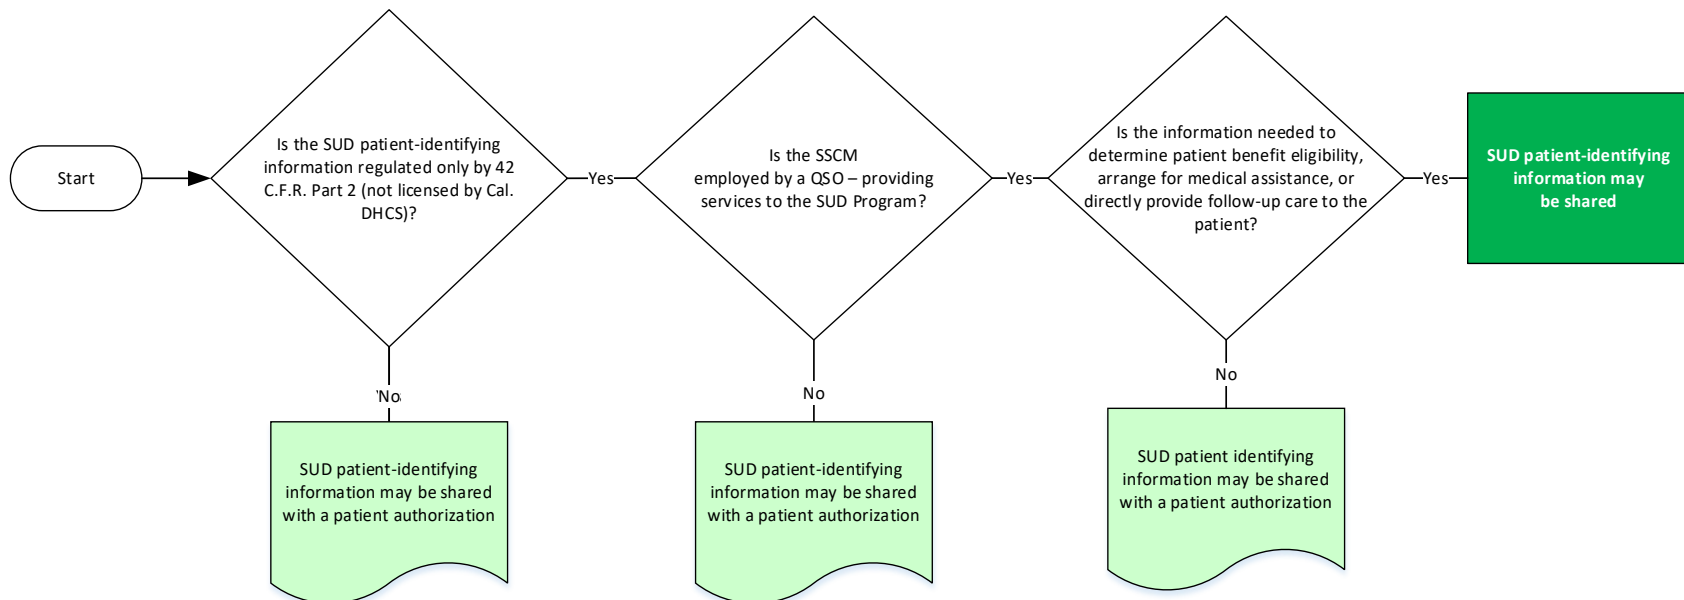 Start
Is the SUD patient-identifying
information regulated only by 42
C.F.R. Part 2 (not licensed by Cal.
DHCS)?
Yes
Is the SSCM
employed by a QSO – providing
services to the SUD Program?
Yes
Is the information needed to
determine patient benefit eligibility,
arrange for medical assistance, or
directly provide follow-up care to the
patient?
Yes
SUD patient-identifying
information may
be shared
No
No
No
SUD patient-identifying
information may be shared
with a patient authorization
SUD patient-identifying
information may be shared
with a patient authorization
SUD patient identifying
information may be shared
with a patient authorization